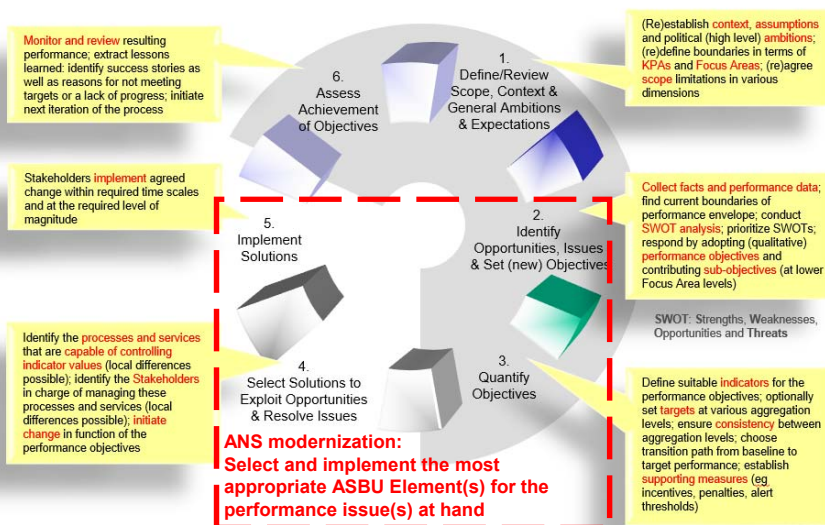 Monitor and review resulting
performance; extract lessons
learned: identify success stories as
well as reasons for not meeting
targets or a lack of progress; initiate
next iteration of the process
6.
Assess
Achievement
of Objectives
1.
Define/Review
Scope, Context &
General Ambitions
& Expectations
(Re)establish context, assumptions
and political (high level) ambitions;
(re)define boundaries in terms of
KPAs and Focus Areas; (re)agree
scope limitations in various
dimensions
Stakeholders implement agreed
change within required time scales
and at the required level of
magnitude
5.
Implement
Solutions
2.
Identify
Opportunities, Issues
& Set (new) Objectives
Collect facts and performance data;
find current boundaries of
performance envelope; conduct
SWOT analysis; prioritize SWOTs;
respond by adopting (qualitative)
performance objectives and
contributing sub-objectives (at lower
Focus Area levels)
SWOT: Strengths, Weaknesses,
Opportunities and Threats
Identify the processes and services
that are capable of controlling
indicator values (local differences
possible); identify the Stakeholders
in charge of managing these
processes and services (local
differences possible); initiate
change in function of the
performance objectives
4.
Select Solutions to
Exploit Opportunities
& Resolve Issues
3.
Quantify
Objectives
Define suitable indicators for the
performance objectives; optionally
set targets at various aggregation
levels; ensure consistency between
aggregation levels; choose
transition path from baseline to
target performance; establish
supporting measures (eg
incentives, penalties, alert
thresholds)
ANS modernization:
Select and implement the most
appropriate ASBU Element(s) for the
performance issue(s) at hand